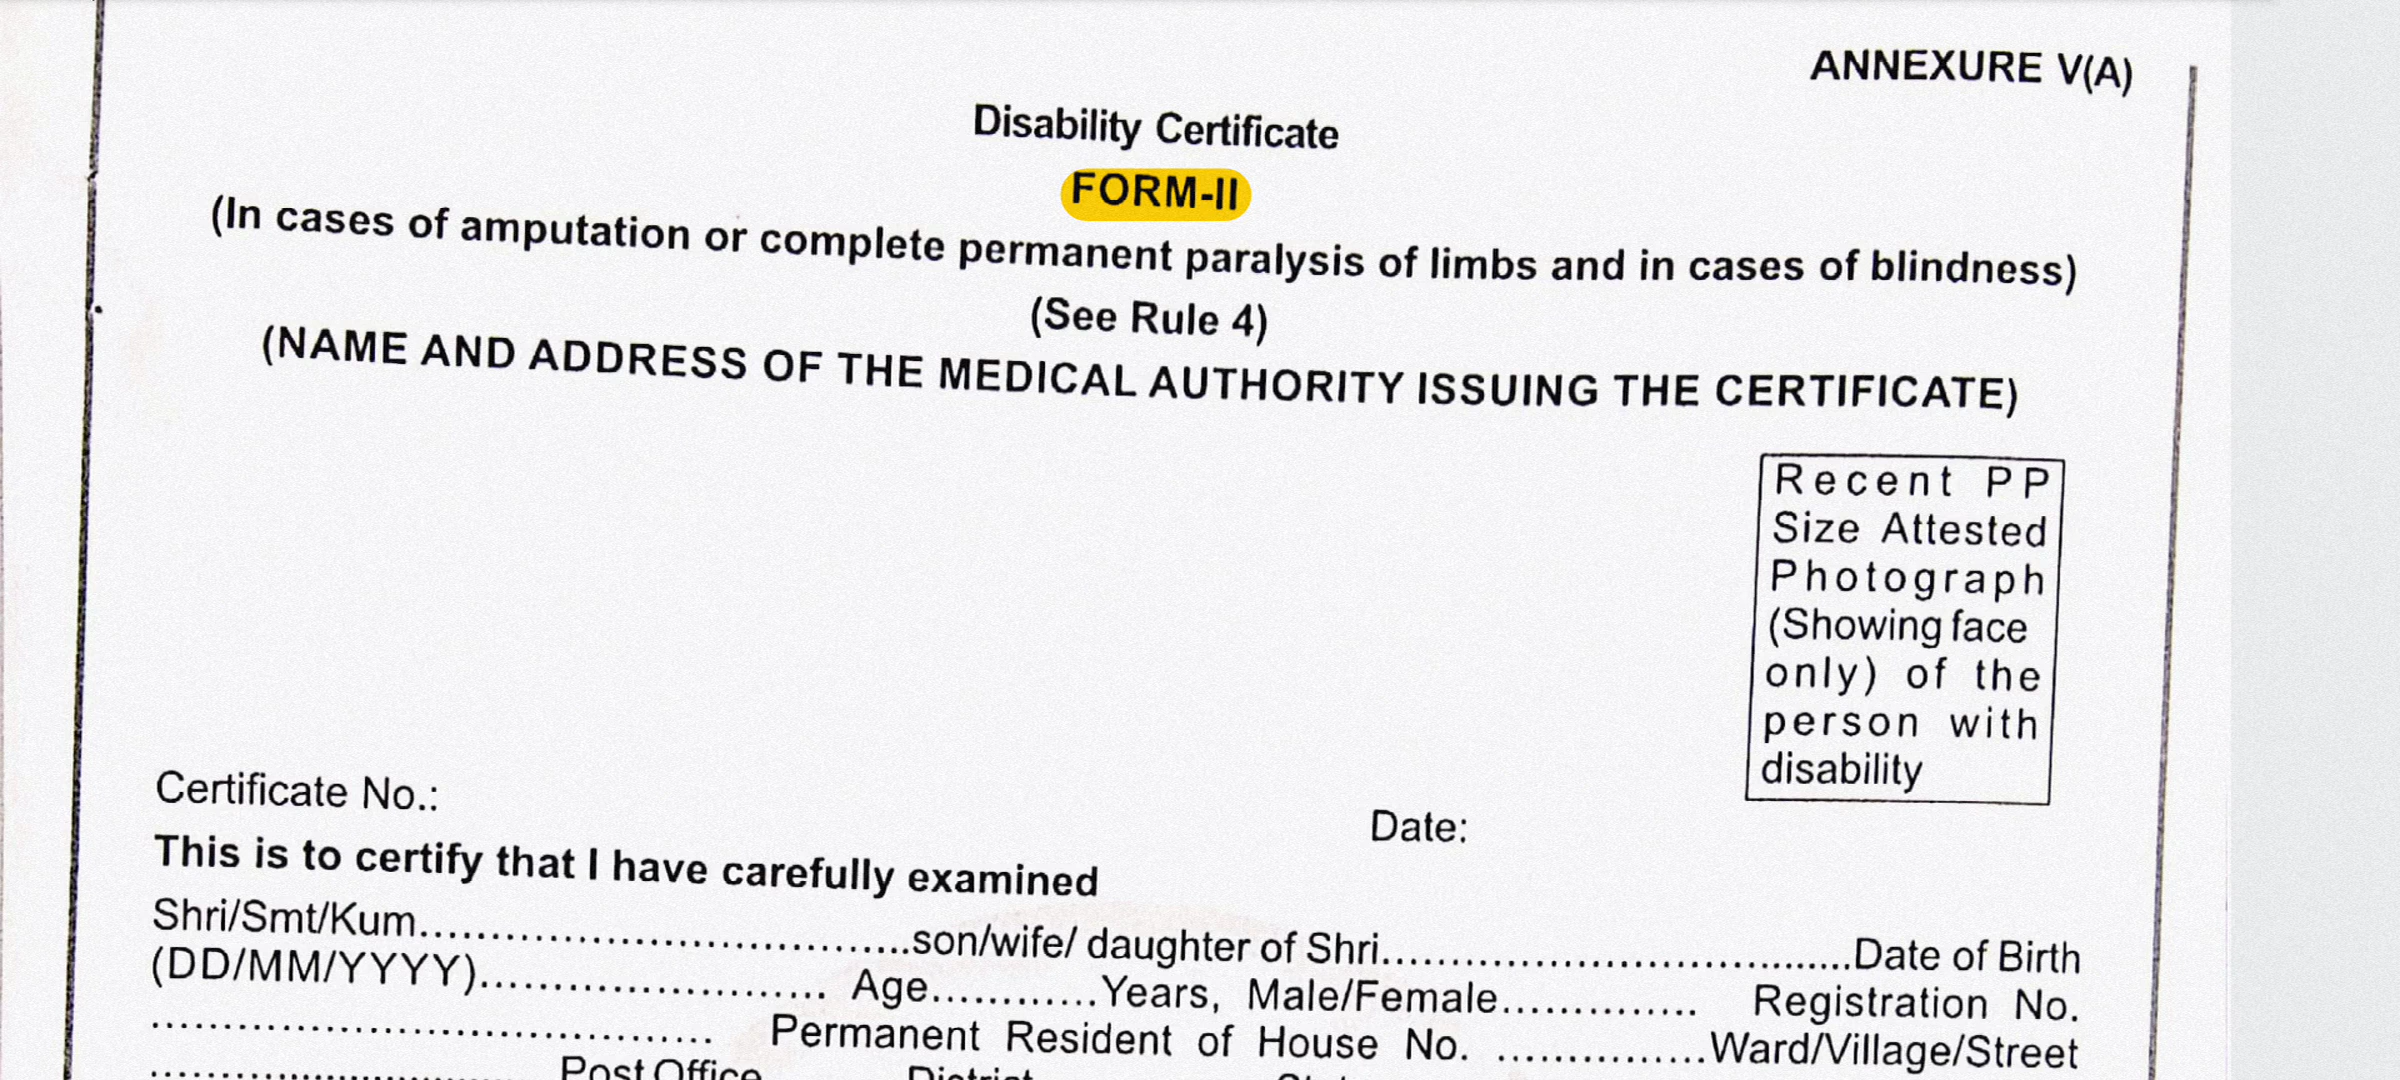 ANNEXURE V(A)
Disability Certificate
FORM-II
(In cases of amputation or complete permanent paralysis of limbs and in cases of blindness)
(See Rule 4)
(NAME AND ADDRESS OF THE MEDICAL AUTHORITY ISSUING THE CERTIFICATE)
Recent PP
Size Attested
Photograph
(Showing face
only) of the
person with
disability
Certificate No.:
Date:
This is to certify that I have carefully examined
Shri/Smt/Kum.......................................son/wife/ daughter of Shri.....................................Date of Birth
(DD/MM/YYYY)........................... Age............Years, Male/Female.............. Registration No.
....................................... Permanent Resident of House No. ...............Ward/Village/Street
........................... Post Office District State